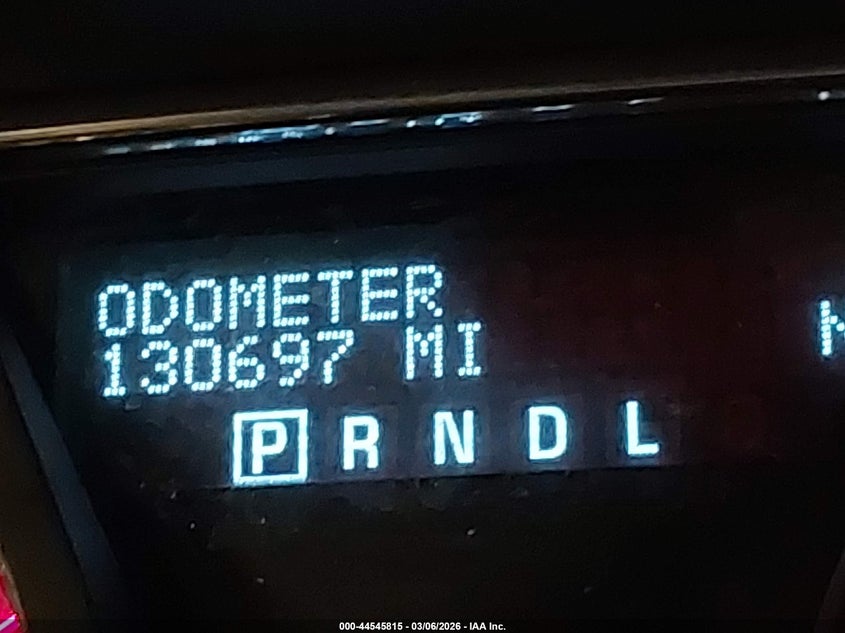 ODOMETER
130697 MI
P R N D L
000-44545815 - 03/06/2026 - IAA Inc.